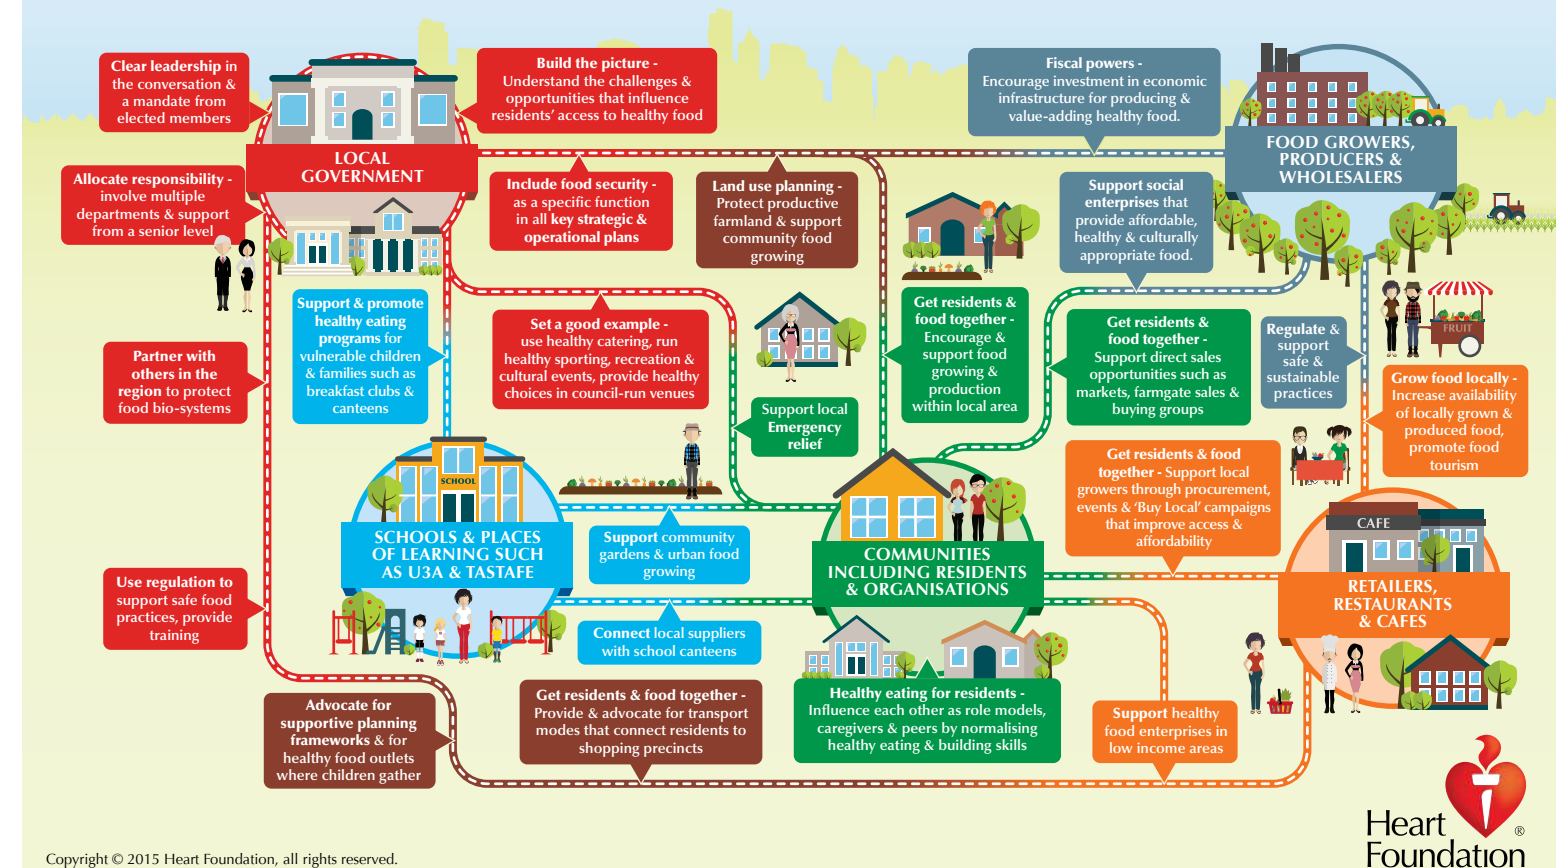 Clear leadership in
the conversation &
a mandate from
elected members
Build the picture -
Understand the challenges &
opportunities that influence
residents' access to healthy food
Fiscal powers -
Encourage investment in economic
infrastructure for producing &
value-adding healthy food.
LOCAL
GOVERNMENT
FOOD GROWERS,
PRODUCERS &
WHOLESALERS
Allocate responsibility -
involve multiple
departments & support
from a senior level
Include food security -
as a specific function
in all key strategic &
operational plans
Land use planning -
Protect productive
farmland & support
community food
growing
Support social
enterprises that
provide affordable,
healthy & culturally
appropriate food.
Support & promote
healthy eating
programs for
vulnerable children
& families such as
breakfast clubs &
canteens
Set a good example -
use healthy catering, run
healthy sporting, recreation &
cultural events, provide healthy
choices in council-run venues
Get residents &
food together -
Encourage &
support food
growing &
production
within local area
Get residents &
food together -
Support direct sales
opportunities such as
markets, farmgate sales &
buying groups
Regulate &
support
safe &
sustainable
practices
FRUIT
Partner with
others in the
region to protect
food bio-systems
Support local
Emergency
relief
Grow food locally -
Increase availability
of locally grown &
produced food,
promote food
tourism
Get residents & food
together - Support local
growers through procurement,
events & 'Buy Local' campaigns
that improve access &
affordability
SCHOOL
SCHOOLS & PLACES
OF LEARNING SUCH
AS U3A & TASTAFE
Support community
gardens & urban food
growing
COMMUNITIES
INCLUDING RESIDENTS
& ORGANISATIONS
CAFE
RETAILERS,
RESTAURANTS
& CAFES
Use regulation to
support safe food
practices, provide
training
Connect local suppliers
with school canteens
Advocate for
supportive planning
frameworks & for
healthy food outlets
where children gather
Get residents & food together -
Provide & advocate for transport
modes that connect residents to
shopping precincts
Healthy eating for residents -
Influence each other as role models,
caregivers & peers by normalising
healthy eating & building skills
Support healthy
food enterprises in
low income areas
Heart
Foundation
®
Copyright © 2015 Heart Foundation, all rights reserved.